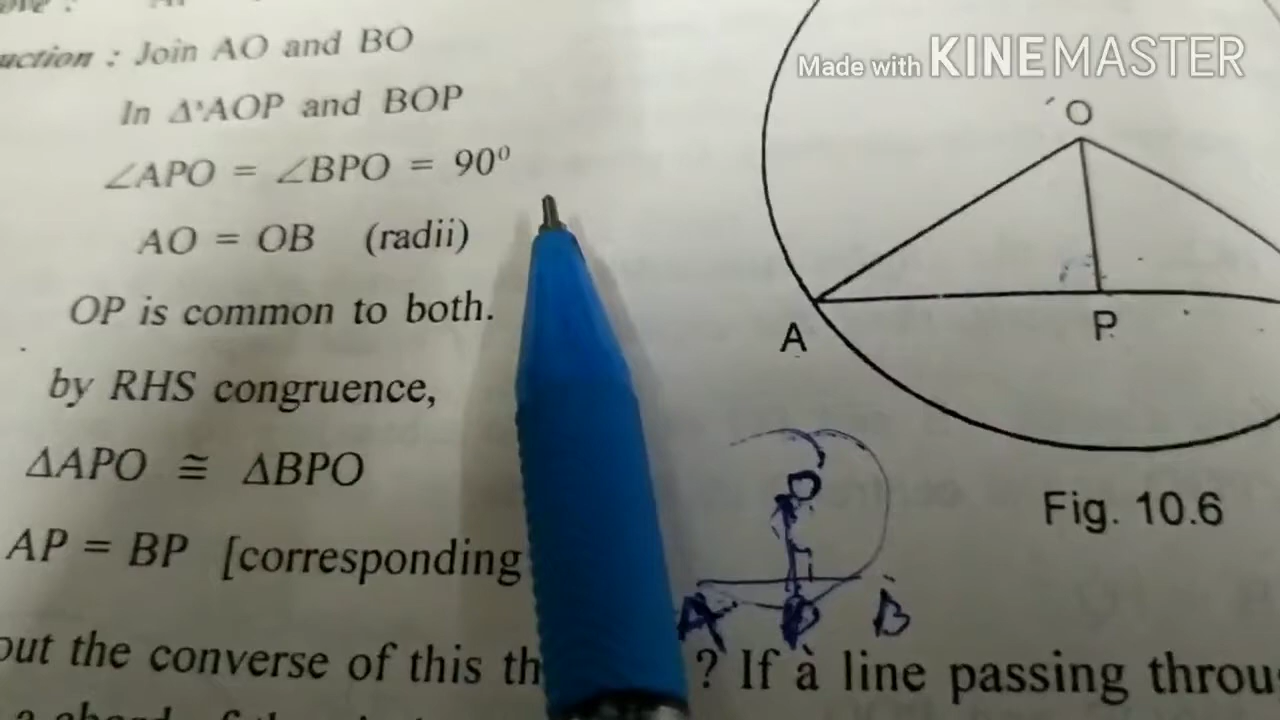 Made with KINEMASTER
uction : Join AO and BO
In Δ'AOP and BOP
∠APO = ∠BPO = 90⁰
AO = OB (radii)
OP is common to both.
by RHS congruence,
ΔAPO ≅ ΔBPO
AP = BP [corresponding
O
A
P
Fig. 10.6
O
A
P
B
out the converse of this th ? If a line passing throu